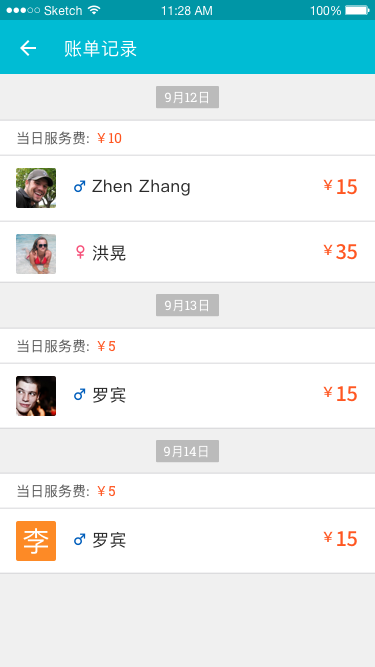 Sketch 11:28 AM 100%
账单记录
9月12日
当日服务费: ¥10
♂ Zhen Zhang ¥15
♀ 洪晃 ¥35
9月13日
当日服务费: ¥5
♂ 罗宾 ¥15
9月14日
当日服务费: ¥5
李 ♂ 罗宾 ¥15